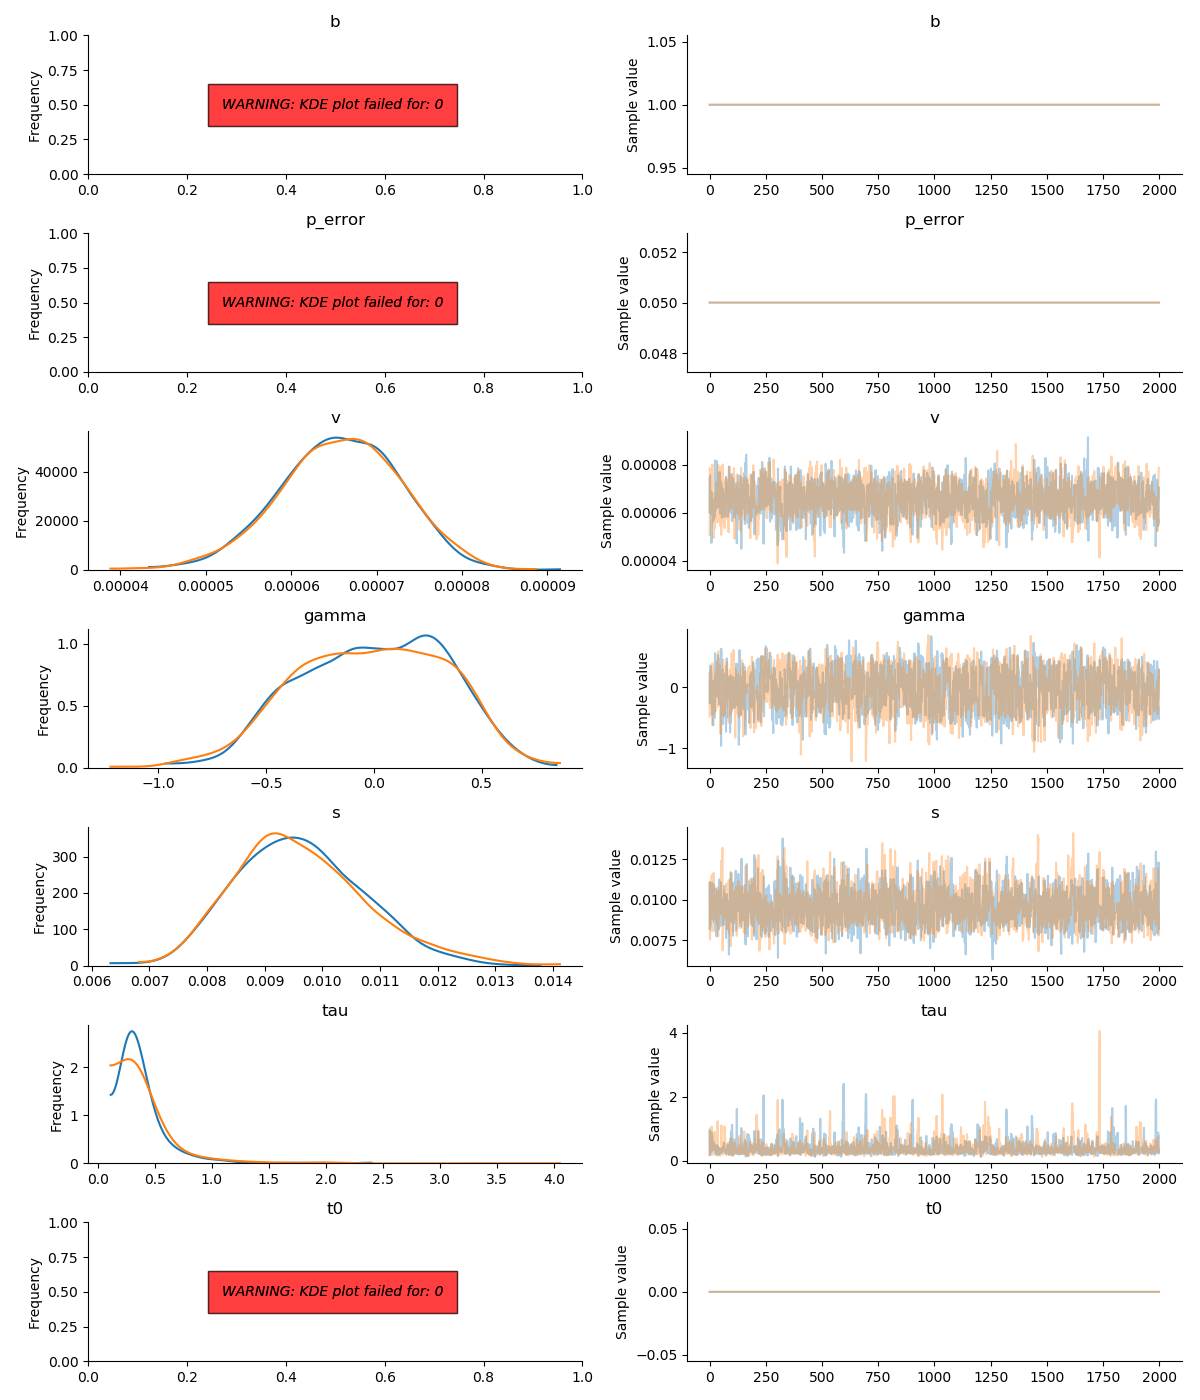 b
b
Frequency
1.00
0.75
0.50
0.25
0.00
WARNING: KDE plot failed for: 0
0.0 0.2 0.4 0.6 0.8 1.0
Sample value
1.05
1.00
0.95
0 250 500 750 1000 1250 1500 1750 2000
p_error
p_error
Frequency
1.00
0.75
0.50
0.25
0.00
WARNING: KDE plot failed for: 0
0.0 0.2 0.4 0.6 0.8 1.0
Sample value
0.052
0.050
0.048
0 250 500 750 1000 1250 1500 1750 2000
v
v
Frequency
40000
20000
0
0.00004 0.00005 0.00006 0.00007 0.00008 0.00009
Sample value
0.00008
0.00006
0.00004
0 250 500 750 1000 1250 1500 1750 2000
gamma
gamma
Frequency
1.0
0.5
0.0
−1.0 −0.5 0.0 0.5
Sample value
0
−1
0 250 500 750 1000 1250 1500 1750 2000
s
s
Frequency
300
200
100
0
0.006 0.007 0.008 0.009 0.010 0.011 0.012 0.013 0.014
Sample value
0.0125
0.0100
0.0075
0 250 500 750 1000 1250 1500 1750 2000
tau
tau
Frequency
2
1
0
0.0 0.5 1.0 1.5 2.0 2.5 3.0 3.5 4.0
Sample value
4
2
0
0 250 500 750 1000 1250 1500 1750 2000
t0
t0
Frequency
1.00
0.75
0.50
0.25
0.00
WARNING: KDE plot failed for: 0
0.0 0.2 0.4 0.6 0.8 1.0
Sample value
0.05
0.00
−0.05
0 250 500 750 1000 1250 1500 1750 2000